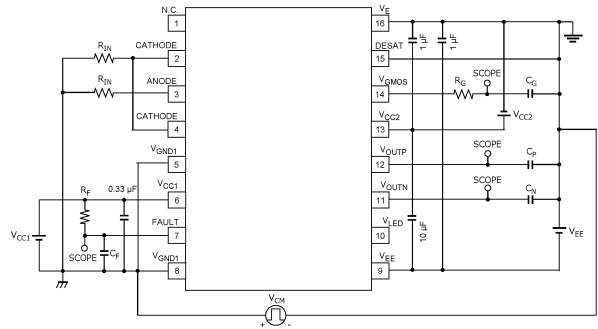 N.C.
1
CATHODE
2
ANODE
3
CATHODE
4
VGND1
5
VCC1
6
FAULT
7
VGND1
8
VE
16
DESAT
15
VGMOS
14
VCC2
13
VOUTP
12
VOUTN
11
VLED
10
VEE
9
RIN
RIN
RF
0.33 µF
VCC1
SCOPE
CF
1 µF
1 µF
SCOPE
RG
CG
VCC2
SCOPE
CP
SCOPE
CN
10 µF
VEE
VCM
+ -